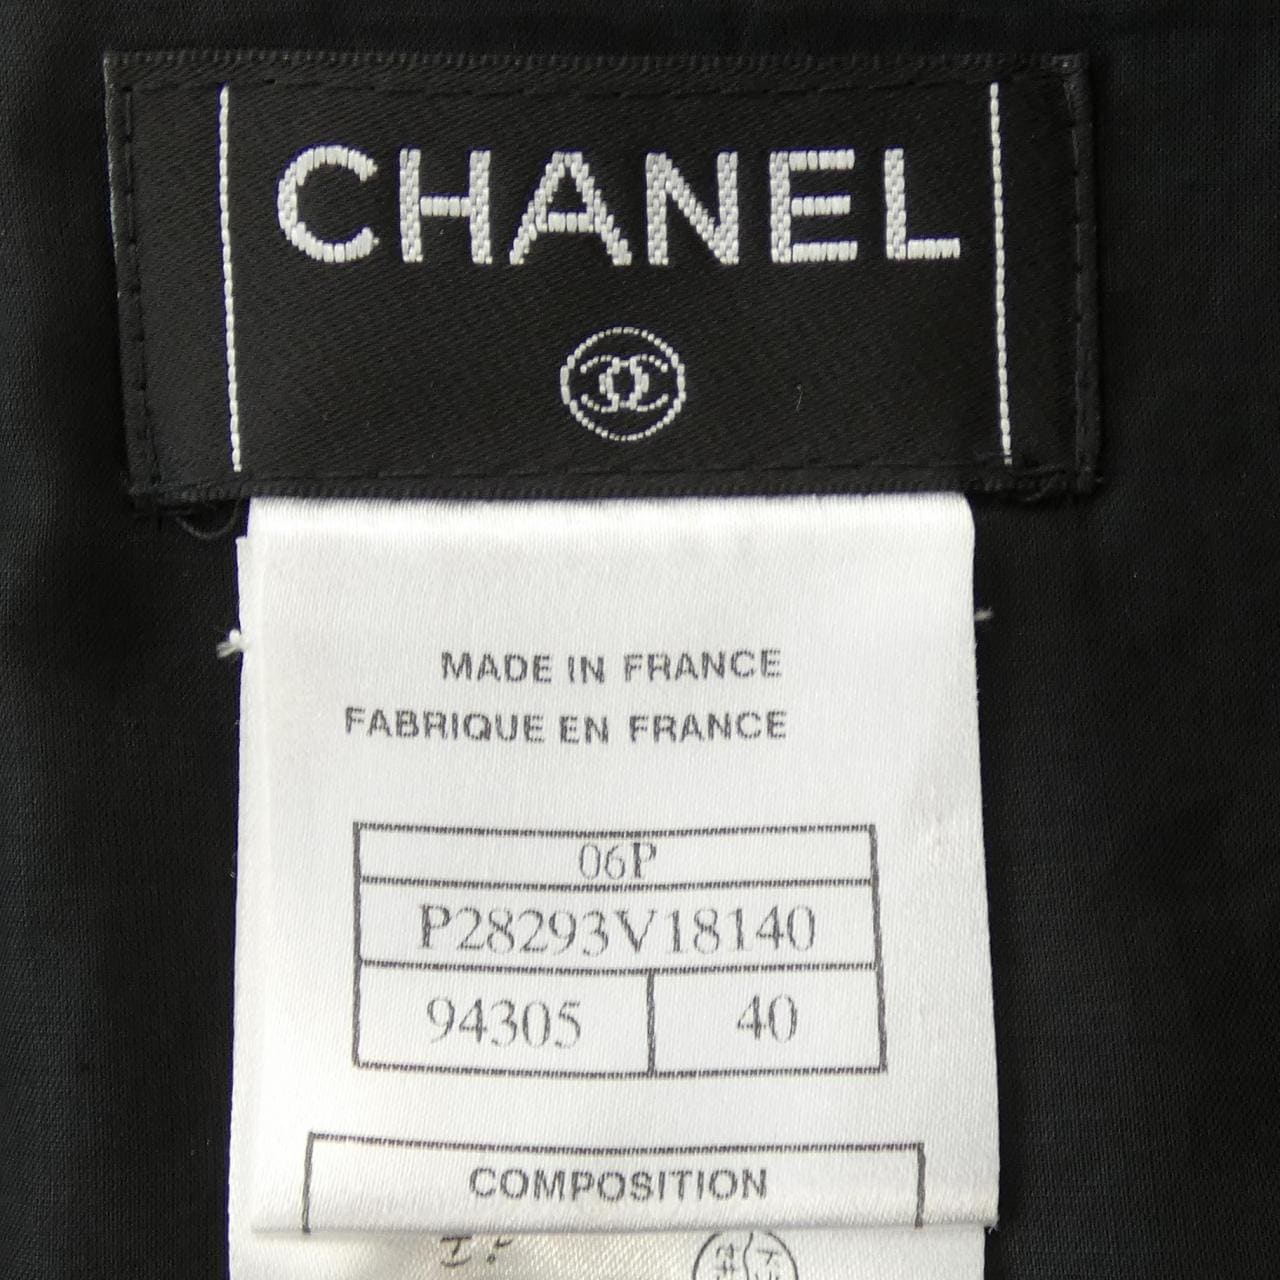 CHANEL
MADE IN FRANCE
FABRIQUE EN FRANCE
06P
P28293V18140
94305 40
COMPOSITION